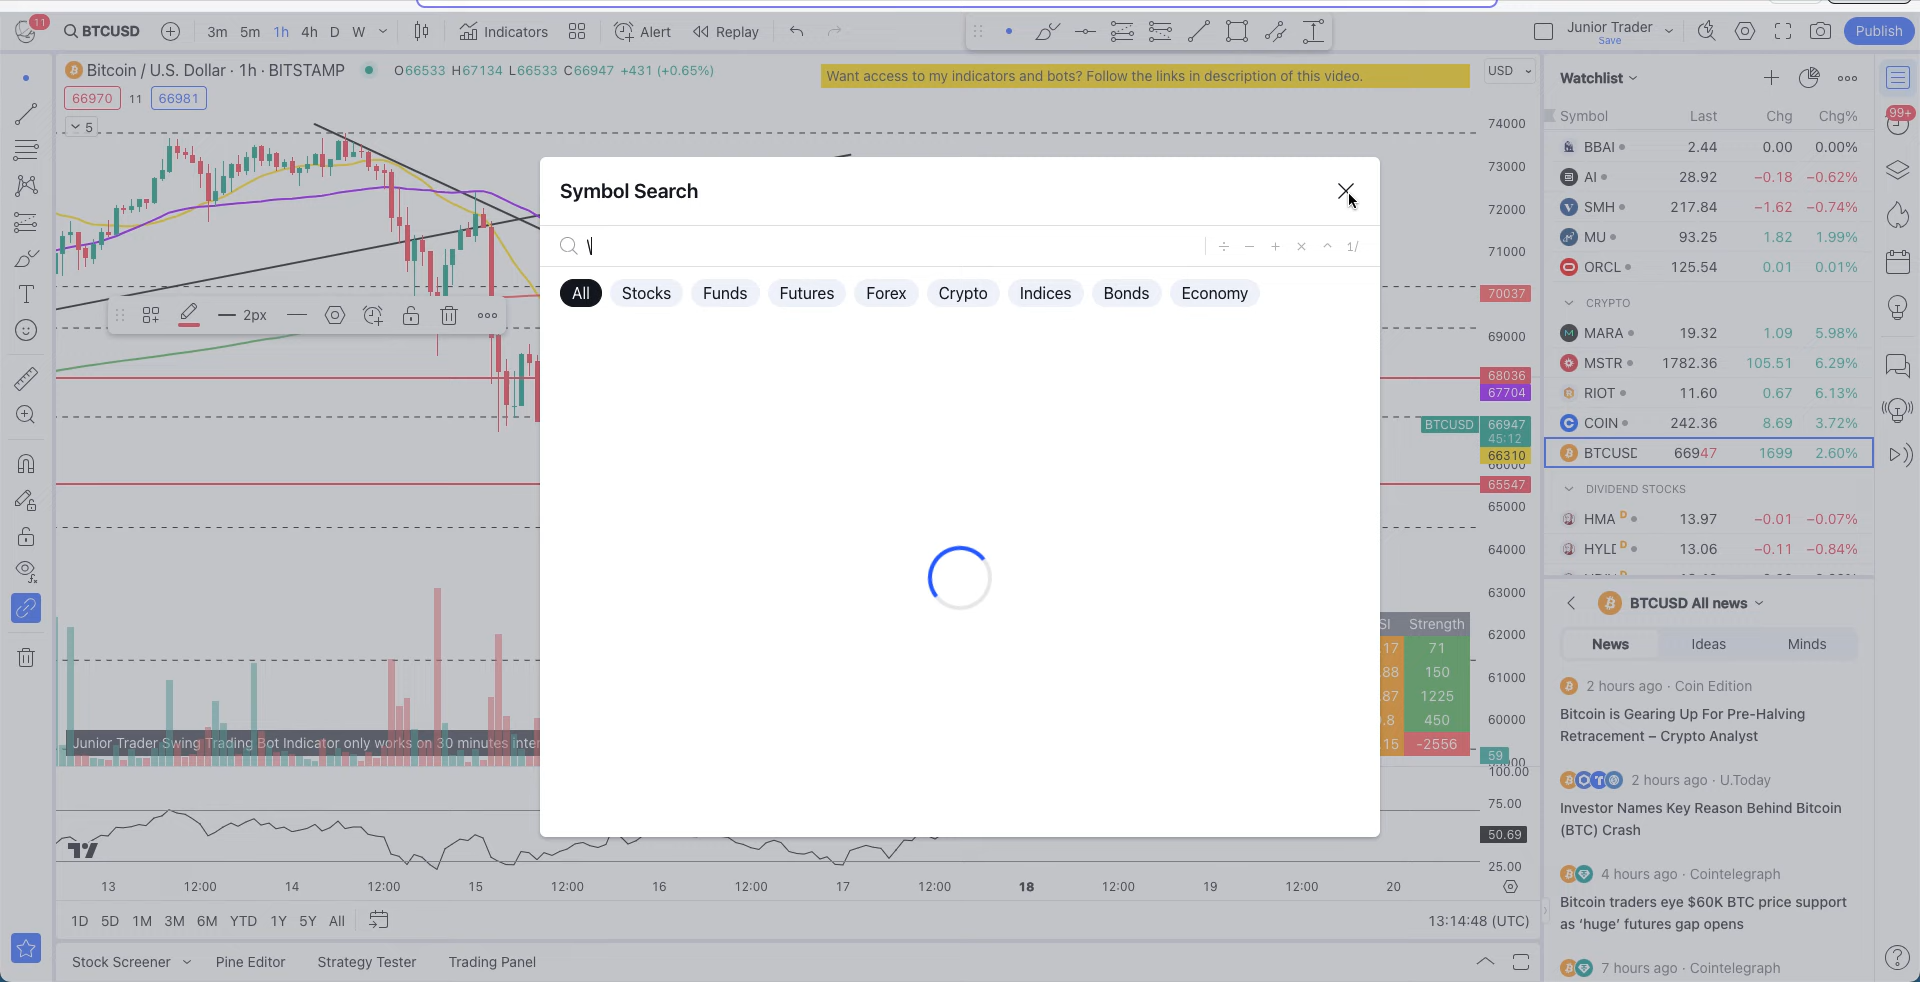 11
BTCUSD
3m 5m 1h 4h D W
Indicators
Alert
Replay
Junior Trader
Save
Publish
Bitcoin / U.S. Dollar · 1h · BITSTAMP
O66533 H67134 L66533 C66947 +431 (+0.65%)
Want access to my indicators and bots? Follow the links in description of this video.
USD
66970 11 66981
5
74000
73000
72000
71000
70037
69000
68036
67704
BTCUSD 66947
45:12
66310
66000
65547
65000
64000
63000
62000
61000
60000
59
100.00
75.00
50.69
25.00
2px
Symbol Search
\
÷ − + × ^ 1/
All Stocks Funds Futures Forex Crypto Indices Bonds Economy
SI Strength
17 71
88 150
87 1225
.8 450
15 -2556
Junior Trader Swing Trading Bot Indicator only works on 30 minutes inter
13 12:00 14 12:00 15 12:00 16 12:00 17 12:00 18 12:00 19 12:00 20
1D 5D 1M 3M 6M YTD 1Y 5Y All
13:14:48 (UTC)
Stock Screener Pine Editor Strategy Tester Trading Panel
Watchlist
Symbol Last Chg Chg%
BBAI 2.44 0.00 0.00%
AI 28.92 −0.18 −0.62%
SMH 217.84 −1.62 −0.74%
MU 93.25 1.82 1.99%
ORCL 125.54 0.01 0.01%
CRYPTO
MARA 19.32 1.09 5.98%
MSTR 1782.36 105.51 6.29%
RIOT 11.60 0.67 6.13%
COIN 242.36 8.69 3.72%
BTCUSD 66947 1699 2.60%
DIVIDEND STOCKS
HMA D 13.97 −0.01 −0.07%
HYLD D 13.06 −0.11 −0.84%
BTCUSD All news
News Ideas Minds
2 hours ago · Coin Edition
Bitcoin is Gearing Up For Pre-Halving
Retracement – Crypto Analyst
2 hours ago · U.Today
Investor Names Key Reason Behind Bitcoin
(BTC) Crash
4 hours ago · Cointelegraph
Bitcoin traders eye $60K BTC price support
as ‘huge’ futures gap opens
7 hours ago · Cointelegraph
99+